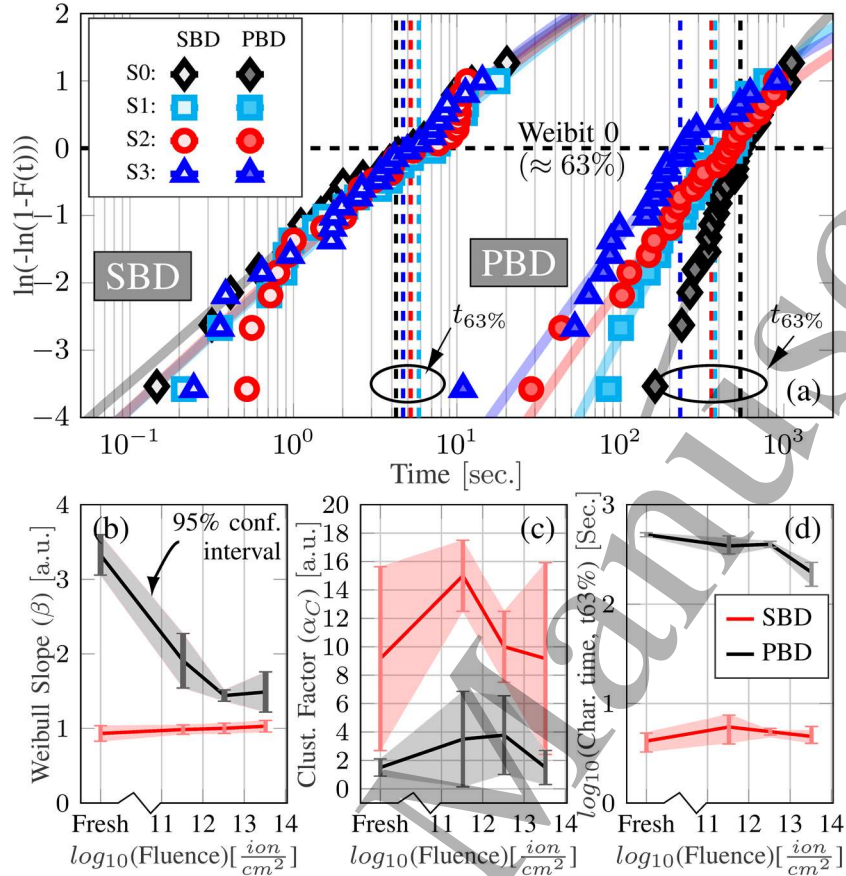 SBD PBD
S0:
S1:
S2:
S3:
Weibit 0
(≈ 63%)
SBD
PBD
t63%
t63%
(a)
ln(-ln(1-F(t)))
2
1
0
−1
−2
−3
−4
10⁻¹ 10⁰ 10¹ 10² 10³
Time [sec.]
(b)
95% conf.
interval
Weibull Slope (β) [a.u.]
4
3
2
1
0
Fresh 11 12 13 14
log10(Fluence)[ion/cm²]
(c)
Clust. Factor (αC) [a.u.]
20
18
16
14
12
10
8
6
4
2
0
Fresh 11 12 13 14
log10(Fluence)[ion/cm²]
(d)
log10(Char. time, t63%) [Sec.]
3
2
1
0
SBD
PBD
Fresh 11 12 13 14
log10(Fluence)[ion/cm²]
Manusc